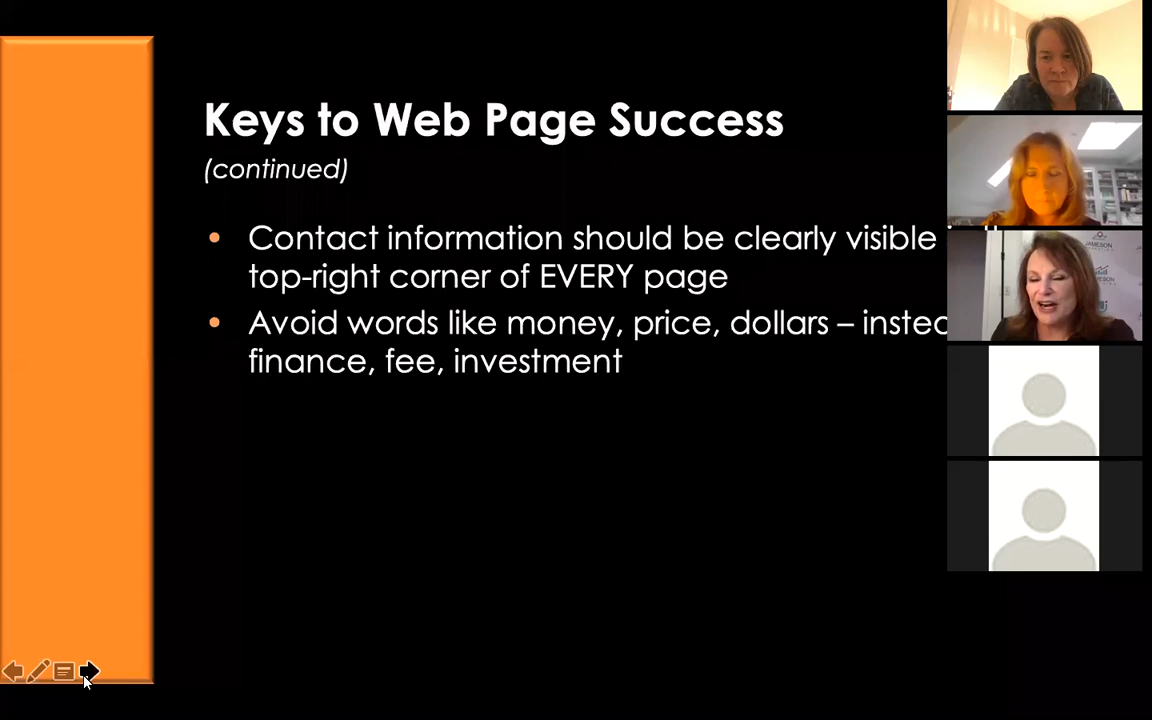 Keys to Web Page Success
(continued)
• Contact information should be clearly visible
top-right corner of EVERY page
• Avoid words like money, price, dollars –
finance, fee, investment
JAMESON